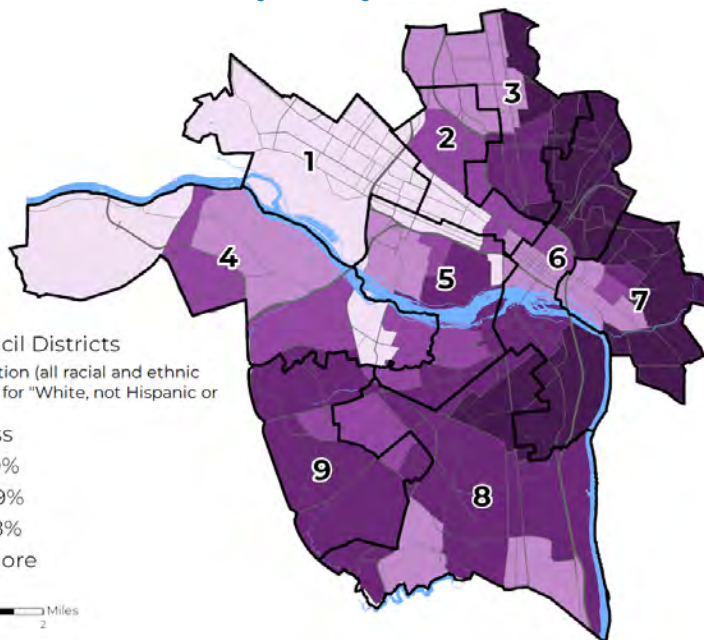 3
2
1
4
6
5
7
9
8
cil Districts
tion (all racial and ethnic
for "White, not Hispanic or
ss
9%
9%
3%
ore
Miles
2